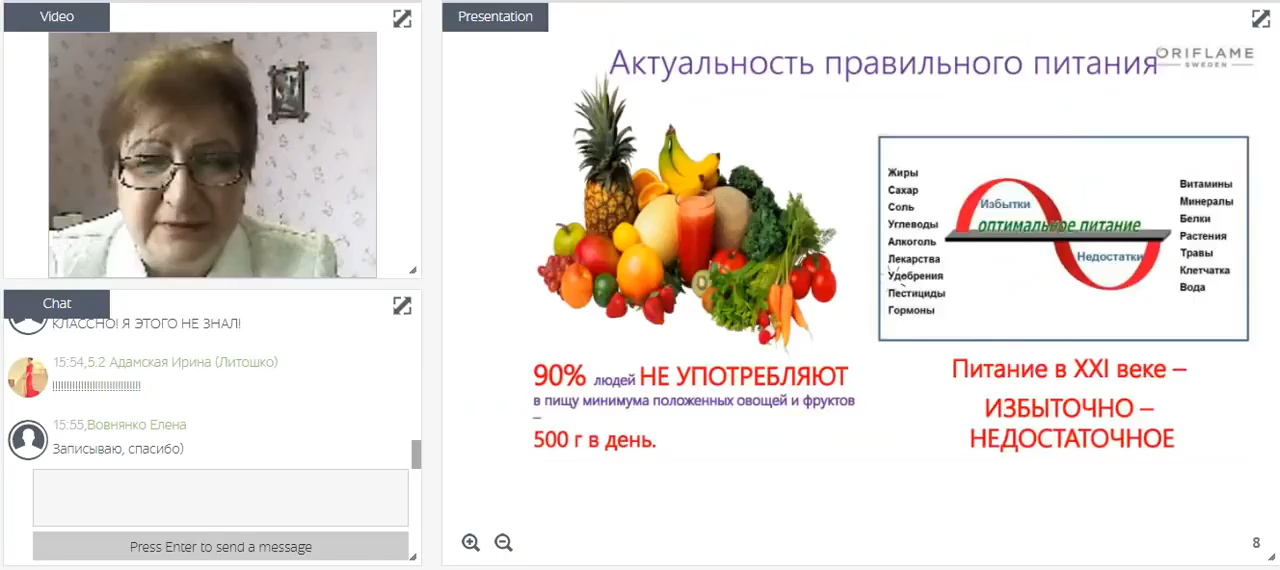 Video
Chat
КЛАССНО! Я ЭТОГО НЕ ЗНАЛ!
15:54,5.2 Адамская Ирина (Литошко)
!!!!!!!!!!!!!!!!!!!!!!!!!!!!!!
15:55,Вовнянко Елена
Записываю, спасибо)
Press Enter to send a message
Presentation
Актуальность правильного питания
ORIFLAME
SWEDEN
Жиры
Сахар
Соль
Углеводы
Алкоголь
Лекарства
Удобрения
Пестициды
Гормоны
Избытки
оптимальное питание
Недостатки
Витамины
Минералы
Белки
Растения
Травы
Клетчатка
Вода
90% людей НЕ УПОТРЕБЛЯЮТ
в пищу минимума положенных овощей и фруктов
–
500 г в день.
Питание в XXI веке –
ИЗБЫТОЧНО –
НЕДОСТАТОЧНОЕ
8